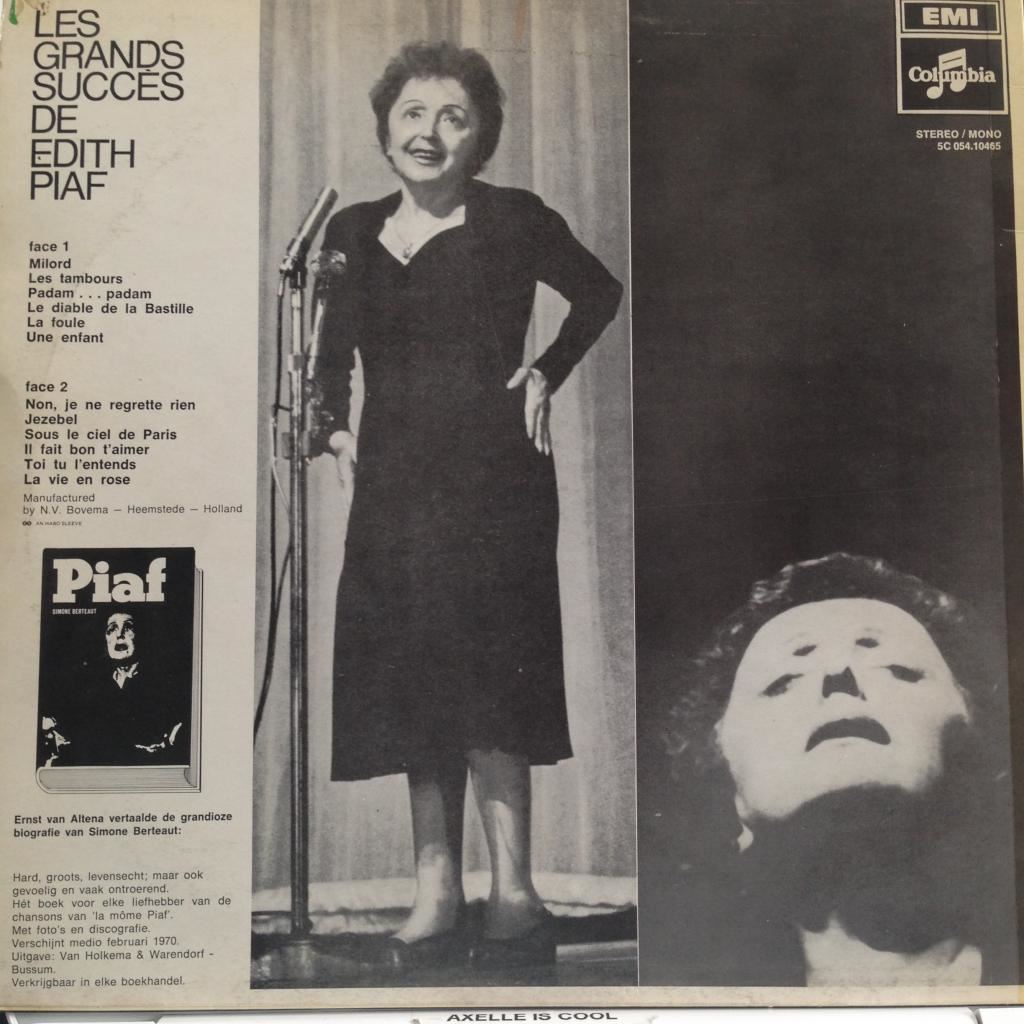 LES
GRANDS
SUCCÈS
DE
EDITH
PIAF
face 1
Milord
Les tambours
Padam . . . padam
Le diable de la Bastille
La foule
Une enfant
face 2
Non, je ne regrette rien
Jezebel
Sous le ciel de Paris
Il fait bon t'aimer
Toi tu l'entends
La vie en rose
Manufactured
by N.V. Bovema — Heemstede — Holland
AN HABO SLEEVE
Piaf
SIMONE BERTEAUT
Ernst van Altena vertaalde de grandioze
biografie van Simone Berteaut:
Hard, groots, levensecht; maar ook
gevoelig en vaak ontroerend.
Hét boek voor elke liefhebber van de
chansons van 'la môme Piaf'.
Met foto's en discografie.
Verschijnt medio februari 1970.
Uitgave: Van Holkema & Warendorf -
Bussum.
Verkrijgbaar in elke boekhandel.
EMI
Columbia
STEREO / MONO
5C 054.10465
AXELLE IS COOL